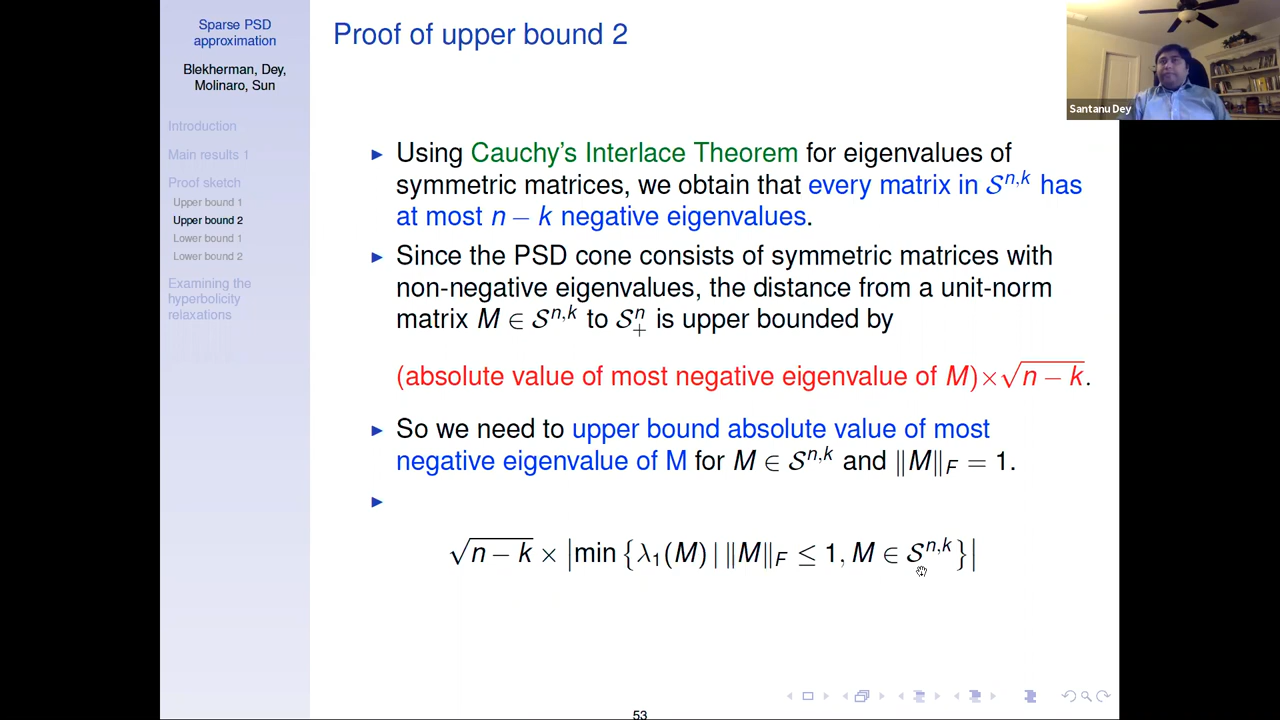 Sparse PSD
approximation
Blekherman, Dey,
Molinaro, Sun
Introduction
Main results 1
Proof sketch
Upper bound 1
Upper bound 2
Lower bound 1
Lower bound 2
Examining the
hyperbolicity
relaxations
Proof of upper bound 2
Santanu Dey
▶ Using Cauchy's Interlace Theorem for eigenvalues of
symmetric matrices, we obtain that every matrix in 𝒮^{n,k} has
at most n − k negative eigenvalues.
▶ Since the PSD cone consists of symmetric matrices with
non-negative eigenvalues, the distance from a unit-norm
matrix M ∈ 𝒮^{n,k} to 𝒮^n_+ is upper bounded by
(absolute value of most negative eigenvalue of M)×√(n − k).
▶ So we need to upper bound absolute value of most
negative eigenvalue of M for M ∈ 𝒮^{n,k} and ‖M‖_F = 1.
▶
√(n − k) × |min {λ₁(M) | ‖M‖_F ≤ 1, M ∈ 𝒮^{n,k}}|
53